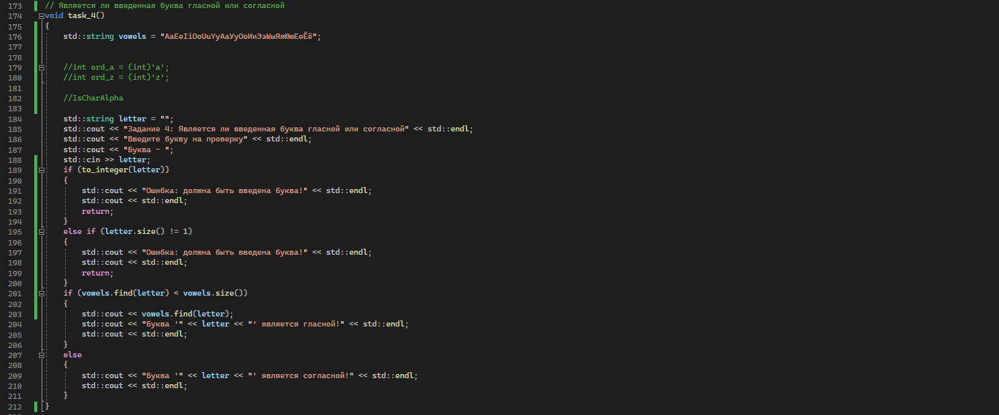 173 // Является ли введенная буква гласной или согласной
174 void task_4()
175 {
176 std::string vowels = "AaEeIiOoUuYyАаУуОоИиЭэЫыЯяЮюЕеЁё";
177
178
179 //int ord_a = (int)'a';
180 //int ord_z = (int)'z';
181
182 //IsCharAlpha
183
184 std::string letter = "";
185 std::cout << "Задание 4: Является ли введенная буква гласной или согласной" << std::endl;
186 std::cout << "Введите букву на проверку" << std::endl;
187 std::cout << "Буква - ";
188 std::cin >> letter;
189 if (to_integer(letter))
190 {
191 std::cout << "Ошибка: должна быть введена буква!" << std::endl;
192 std::cout << std::endl;
193 return;
194 }
195 else if (letter.size() != 1)
196 {
197 std::cout << "Ошибка: должна быть введена буква!" << std::endl;
198 std::cout << std::endl;
199 return;
200 }
201 if (vowels.find(letter) < vowels.size())
202 {
203 std::cout << vowels.find(letter);
204 std::cout << "Буква '" << letter << "' является гласной!" << std::endl;
205 std::cout << std::endl;
206 }
207 else
208 {
209 std::cout << "Буква '" << letter << "' является согласной!" << std::endl;
210 std::cout << std::endl;
211 }
212 }